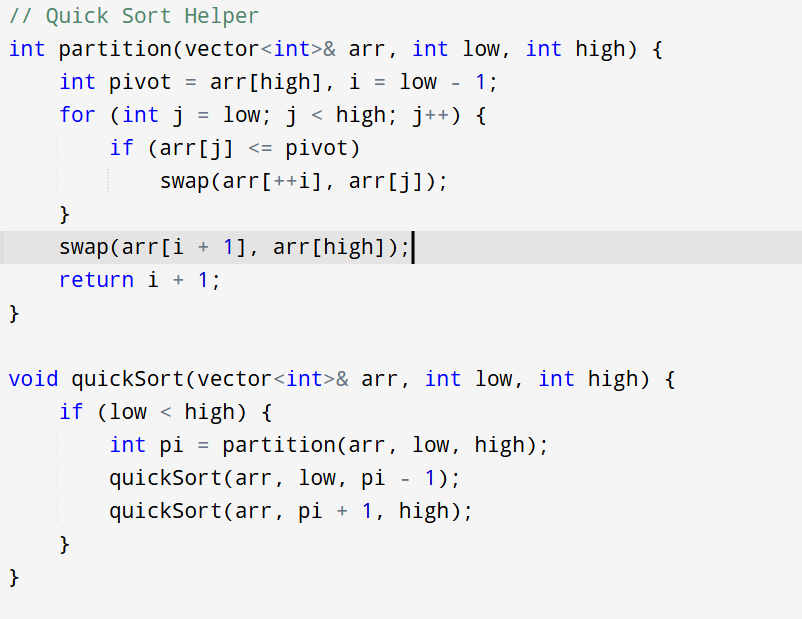 // Quick Sort Helper
int partition(vector<int>& arr, int low, int high) {
    int pivot = arr[high], i = low - 1;
    for (int j = low; j < high; j++) {
        if (arr[j] <= pivot)
            swap(arr[++i], arr[j]);
    }
    swap(arr[i + 1], arr[high]);
    return i + 1;
}

void quickSort(vector<int>& arr, int low, int high) {
    if (low < high) {
        int pi = partition(arr, low, high);
        quickSort(arr, low, pi - 1);
        quickSort(arr, pi + 1, high);
    }
}